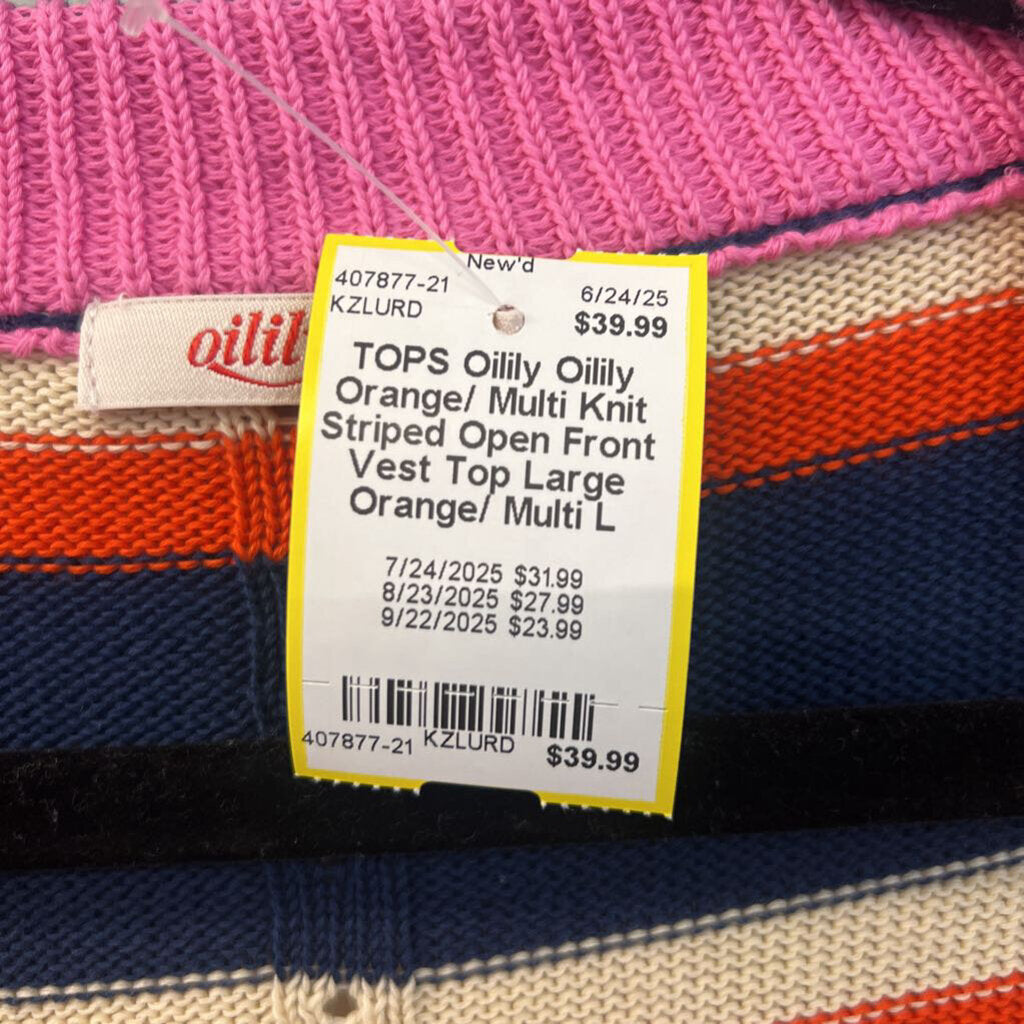 New'd
407877-21
KZLURD
6/24/25
$39.99
oilil
TOPS Oilily Oilily
Orange/ Multi Knit
Striped Open Front
Vest Top Large
Orange/ Multi L
7/24/2025 $31.99
8/23/2025 $27.99
9/22/2025 $23.99
407877-21 KZLURD $39.99